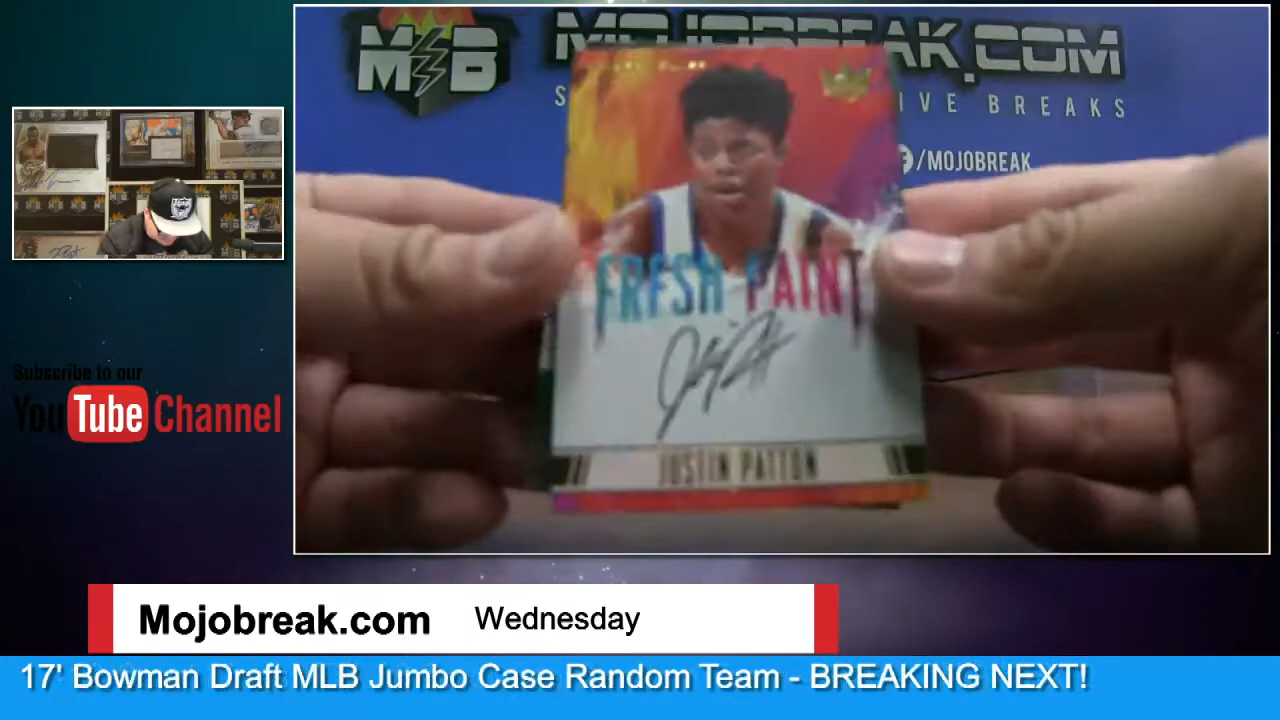 M B MOJOBREAK.COM
IVE BREAKS
/MOJOBREAK
FRESH PAINT
JUSTIN PATTON
Subscribe to our
YouTube Channel
Mojobreak.com Wednesday
17' Bowman Draft MLB Jumbo Case Random Team - BREAKING NEXT!